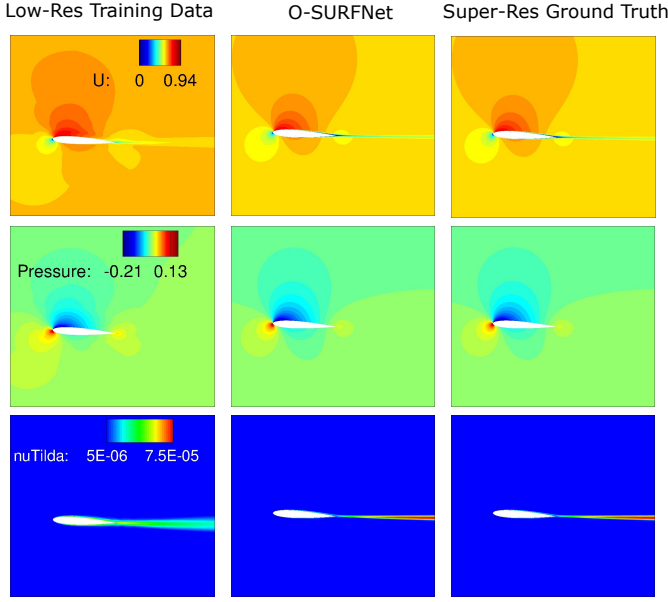 Low-Res Training Data
O-SURFNet
Super-Res Ground Truth
U: 0 0.94
Pressure: -0.21 0.13
nuTilda: 5E-06 7.5E-05